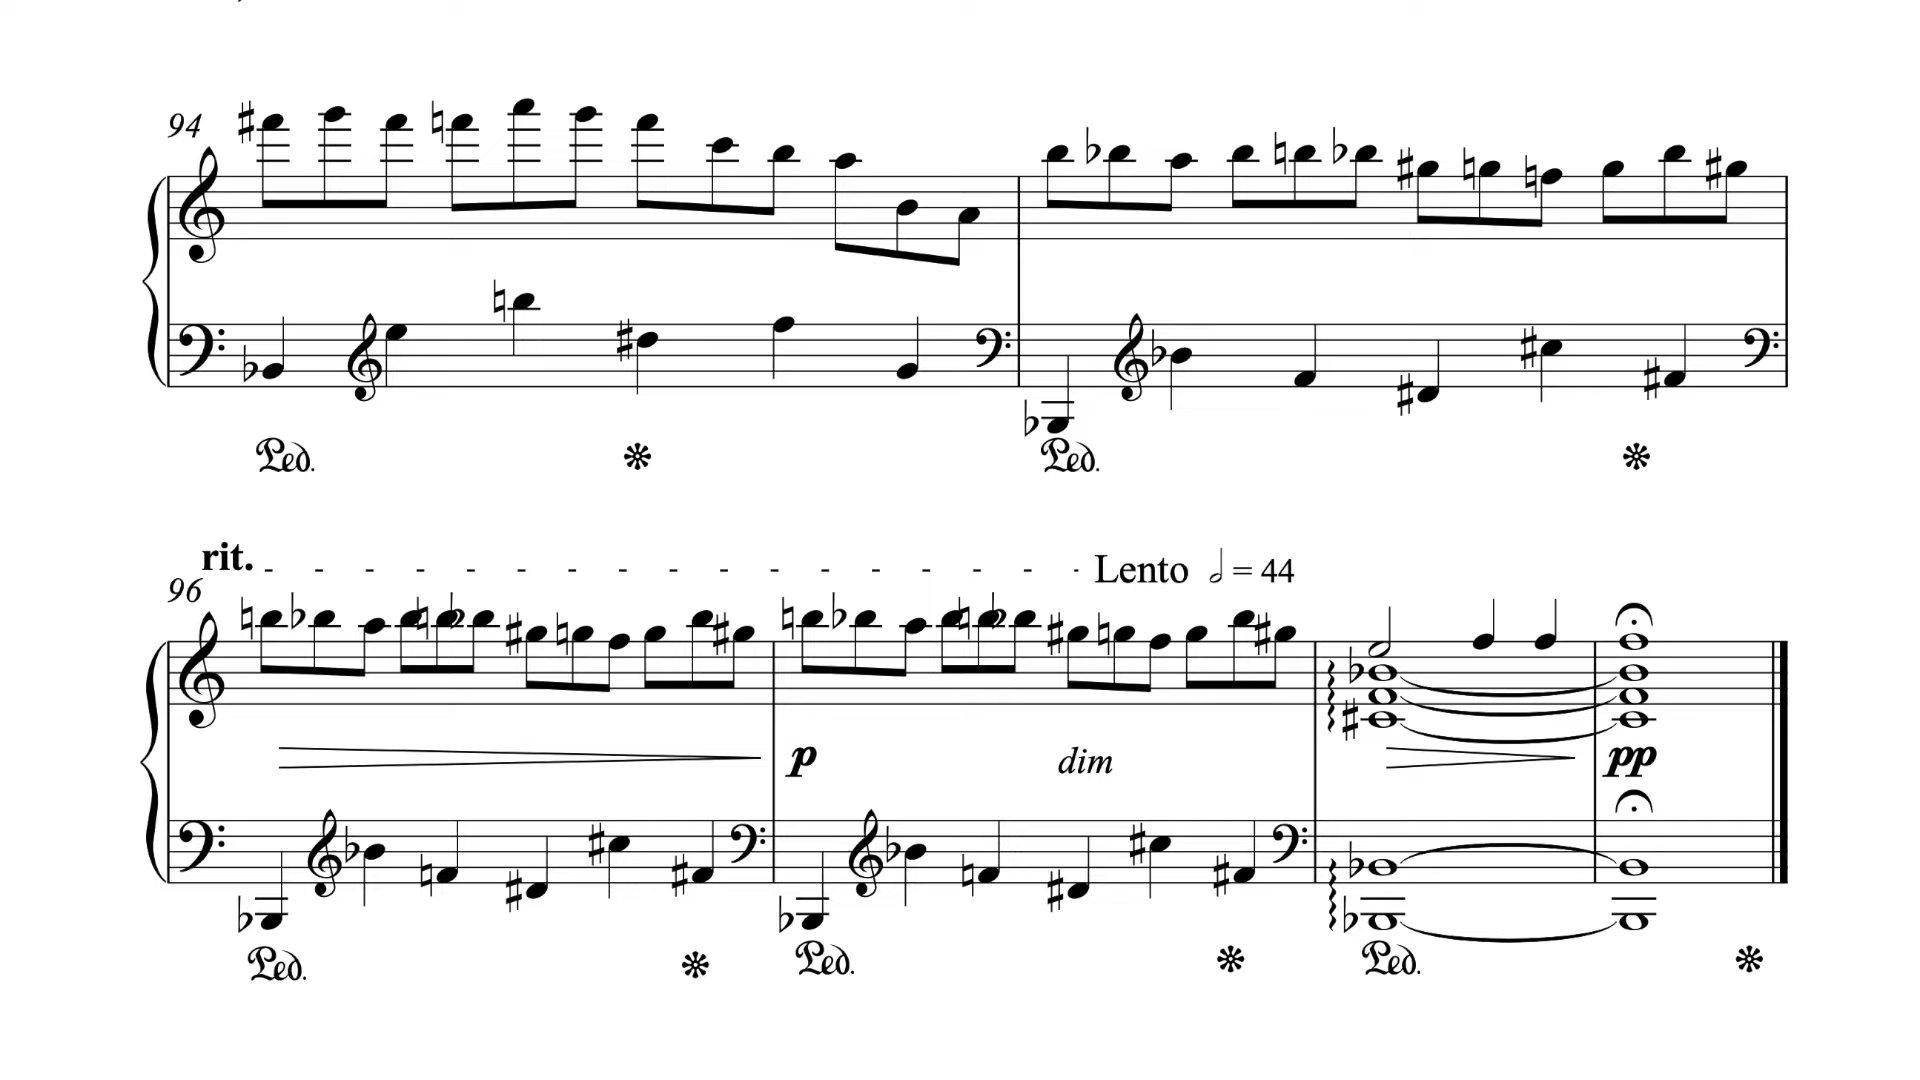 94
Ped. Ped.
rit. Lento = 44
96
p dim pp
Ped. Ped. Ped.